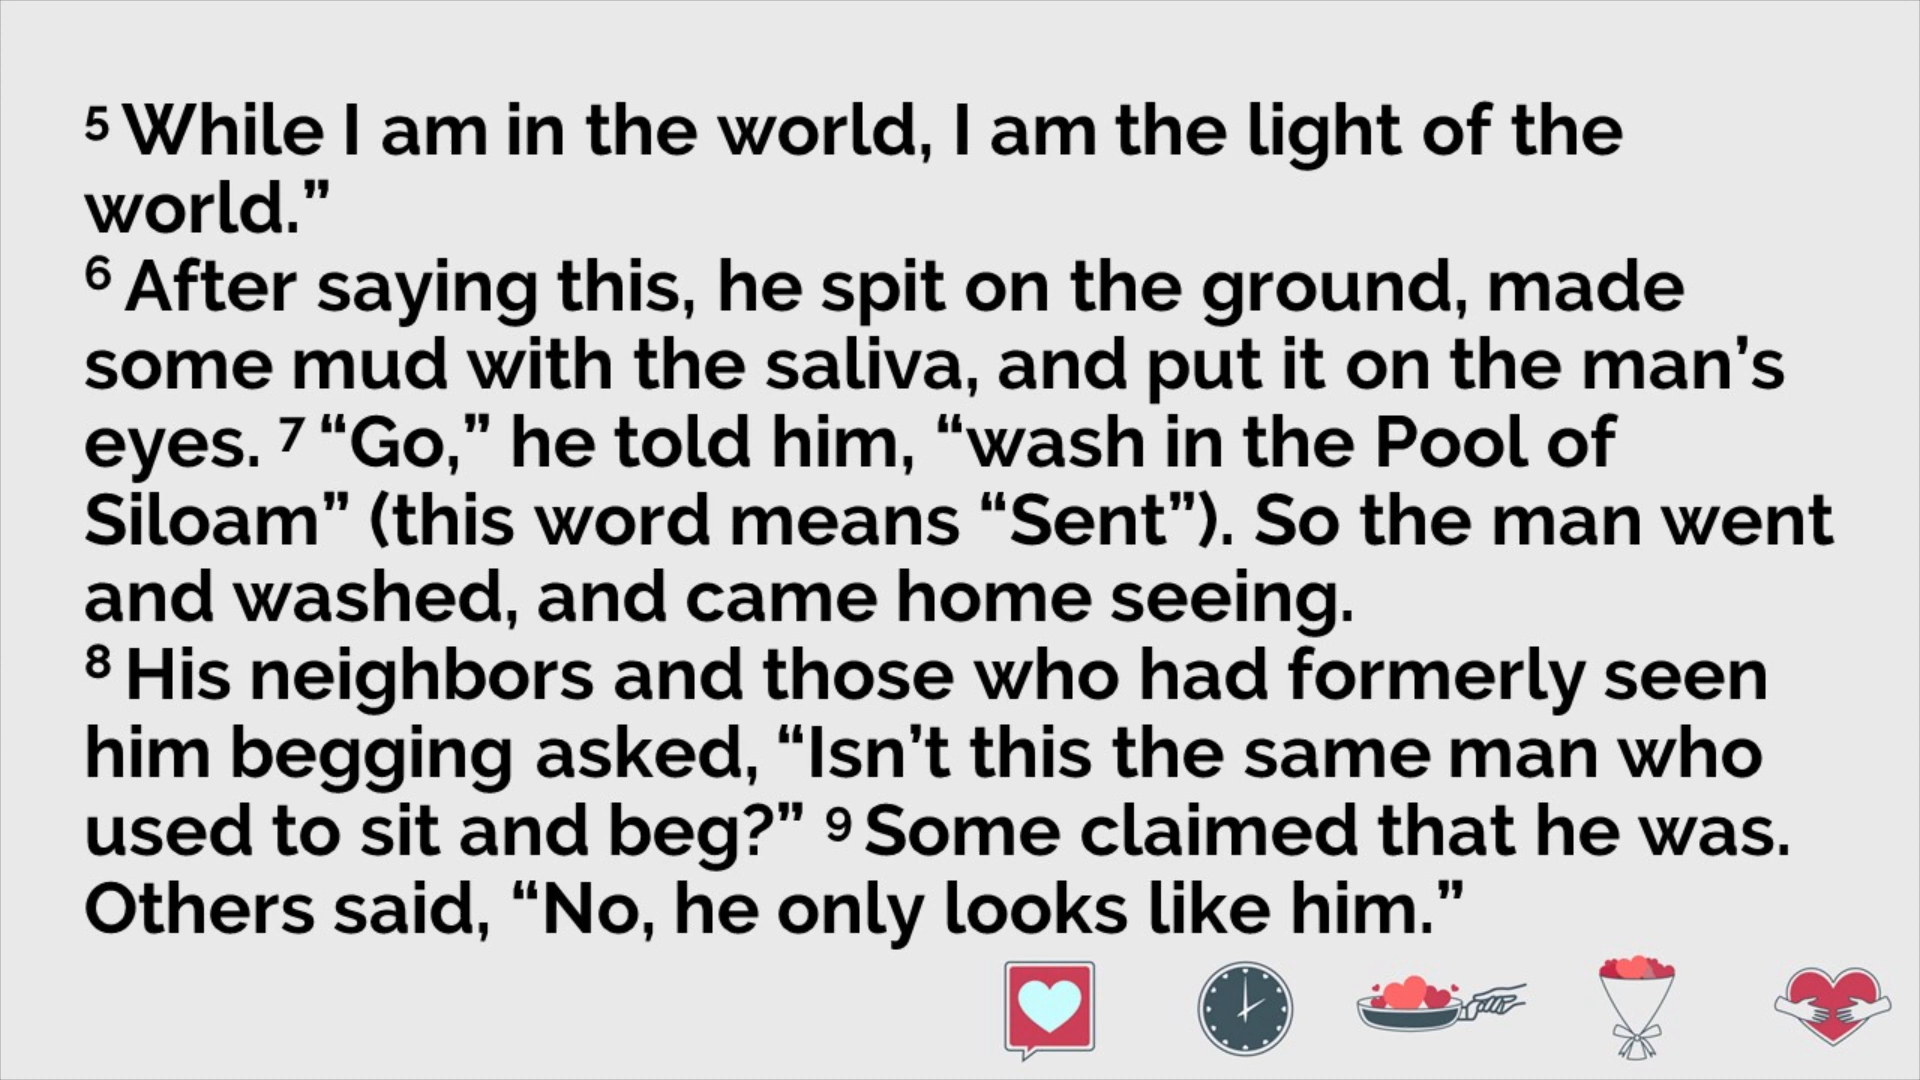 ⁵ While I am in the world, I am the light of the
world.”
⁶ After saying this, he spit on the ground, made
some mud with the saliva, and put it on the man’s
eyes. ⁷ “Go,” he told him, “wash in the Pool of
Siloam” (this word means “Sent”). So the man went
and washed, and came home seeing.
⁸ His neighbors and those who had formerly seen
him begging asked, “Isn’t this the same man who
used to sit and beg?” ⁹ Some claimed that he was.
Others said, “No, he only looks like him.”